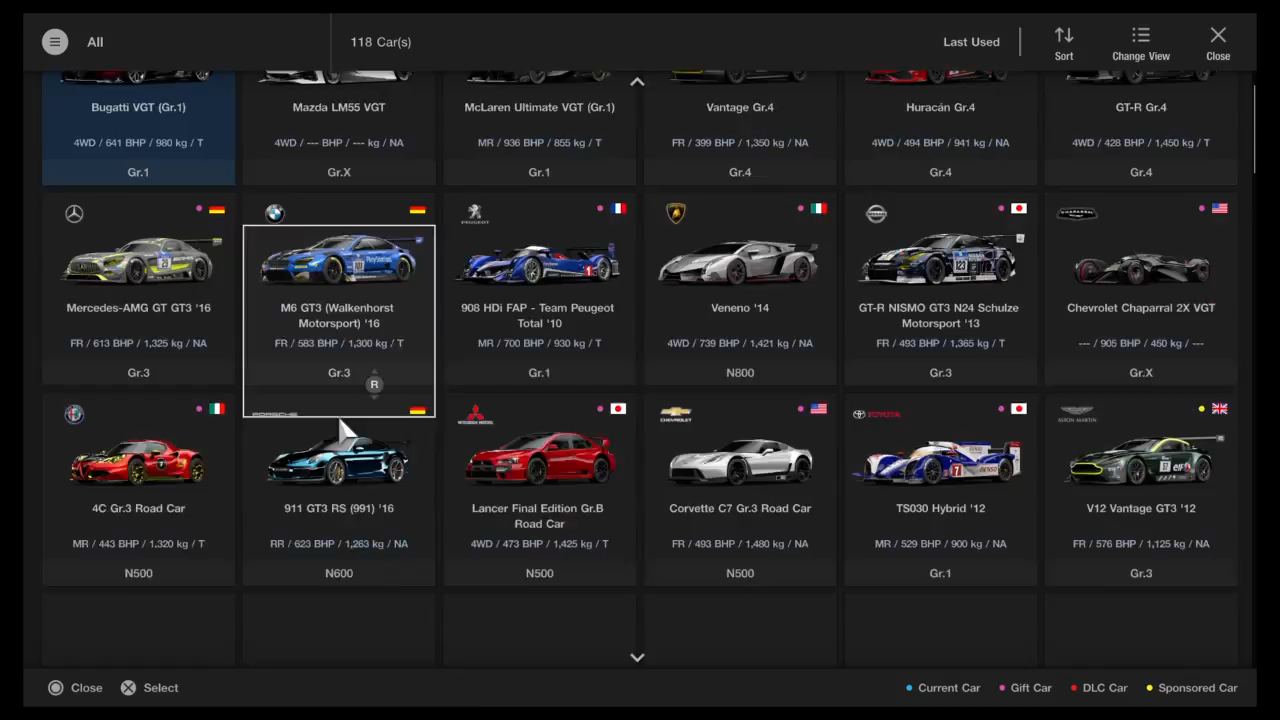 All
118 Car(s)
Last Used
Sort
Change View
Close
Bugatti VGT (Gr.1)
4WD / 641 BHP / 980 kg / T
Gr.1
Mazda LM55 VGT
4WD / --- BHP / --- kg / NA
Gr.X
McLaren Ultimate VGT (Gr.1)
MR / 936 BHP / 855 kg / T
Gr.1
Vantage Gr.4
FR / 399 BHP / 1,350 kg / NA
Gr.4
Huracán Gr.4
4WD / 494 BHP / 941 kg / NA
Gr.4
GT-R Gr.4
4WD / 428 BHP / 1,450 kg / T
Gr.4
Mercedes-AMG GT GT3 '16
FR / 613 BHP / 1,325 kg / NA
Gr.3
M6 GT3 (Walkenhorst
Motorsport) '16
FR / 583 BHP / 1,300 kg / T
Gr.3
R
PlayStation
PEUGEOT
908 HDi FAP - Team Peugeot
Total '10
MR / 700 BHP / 930 kg / T
Gr.1
Veneno '14
4WD / 739 BHP / 1,421 kg / NA
N800
GT-R NISMO GT3 N24 Schulze
Motorsport '13
FR / 493 BHP / 1,365 kg / T
Gr.3
Chevrolet Chaparral 2X VGT
--- / 905 BHP / 450 kg / ---
Gr.X
4C Gr.3 Road Car
MR / 443 BHP / 1,320 kg / T
N500
PORSCHE
911 GT3 RS (991) '16
RR / 623 BHP / 1,263 kg / NA
N600
MITSUBISHI MOTORS
Lancer Final Edition Gr.B
Road Car
4WD / 473 BHP / 1,425 kg / T
N500
CHEVROLET
Corvette C7 Gr.3 Road Car
FR / 493 BHP / 1,480 kg / NA
N500
TOYOTA
7
DENSO
TS030 Hybrid '12
MR / 529 BHP / 900 kg / NA
Gr.1
ASTON MARTIN
V12 Vantage GT3 '12
FR / 576 BHP / 1,125 kg / NA
Gr.3
Close
Select
Current Car
Gift Car
DLC Car
Sponsored Car